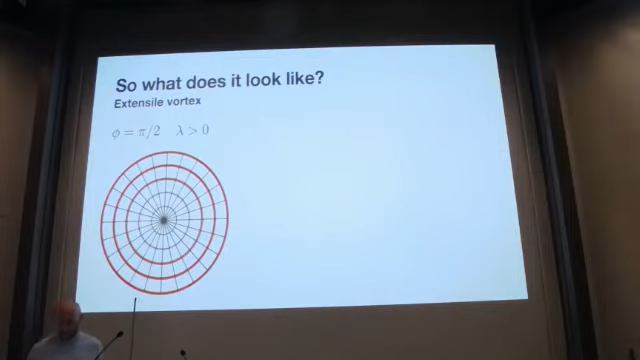 So what does it look like?
Extensile vortex
ϕ = π/2 λ > 0